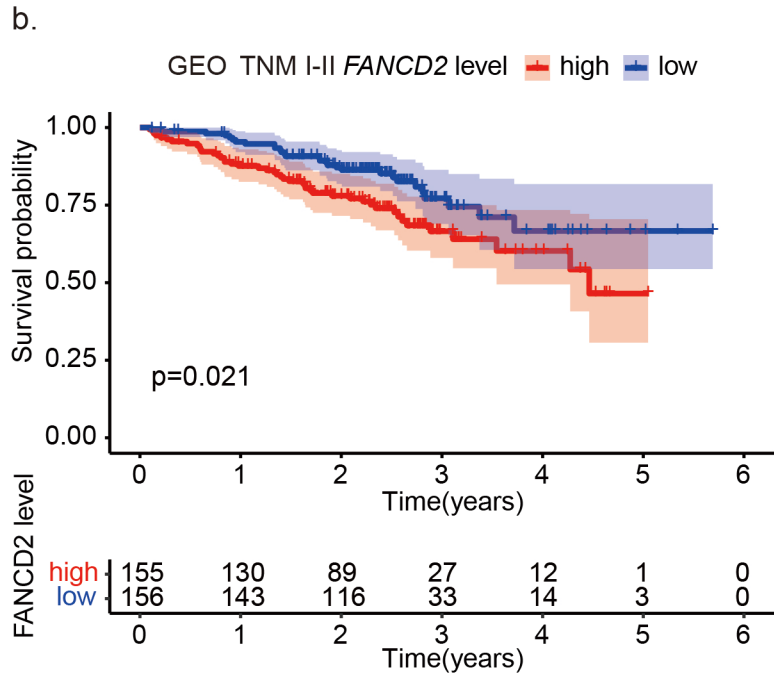 b.
GEO TNM I-II FANCD2 level high low
Survival probability
1.00
0.75
0.50
0.25
0.00
p=0.021
0 1 2 3 4 5 6
Time(years)
FANCD2 level
high 155 130 89 27 12 1 0
low 156 143 116 33 14 3 0
0 1 2 3 4 5 6
Time(years)